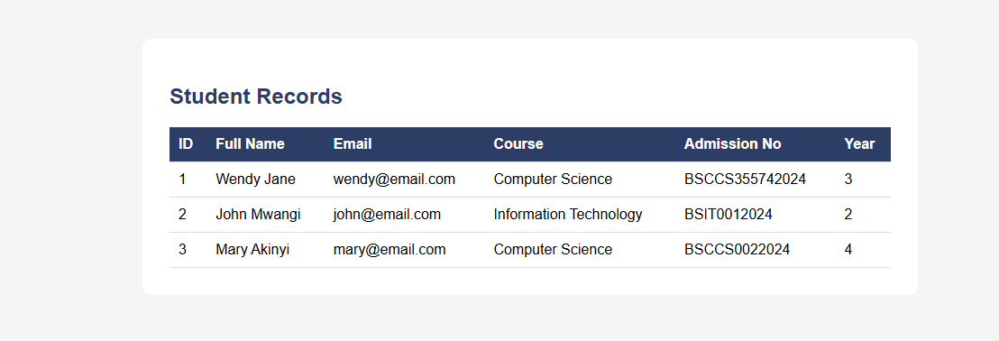 Student Records
ID Full Name Email Course Admission No Year
1 Wendy Jane wendy@email.com Computer Science BSCCS355742024 3
2 John Mwangi john@email.com Information Technology BSIT0012024 2
3 Mary Akinyi mary@email.com Computer Science BSCCS0022024 4